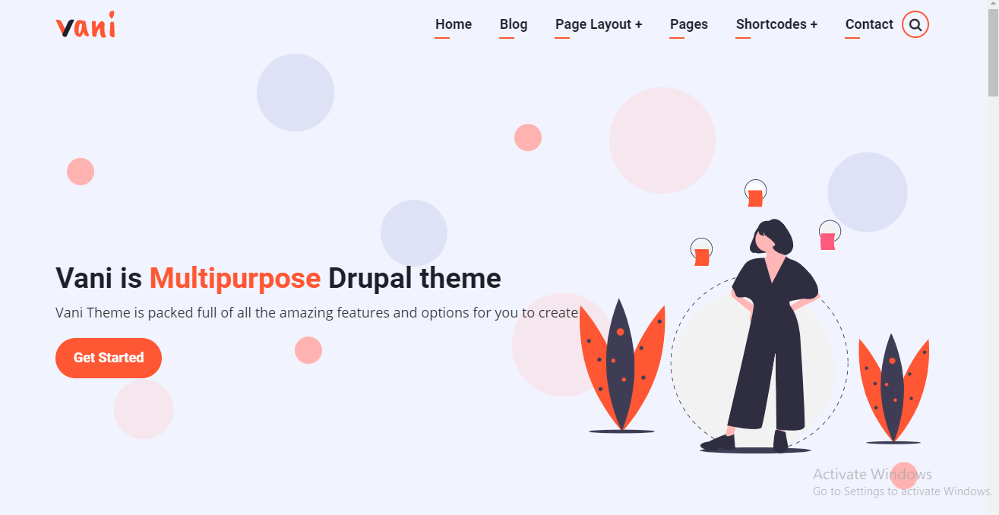 vani
Home Blog Page Layout + Pages Shortcodes + Contact
Vani is Multipurpose Drupal theme
Vani Theme is packed full of all the amazing features and options for you to create
Get Started
Activate Windows
Go to Settings to activate Windows.